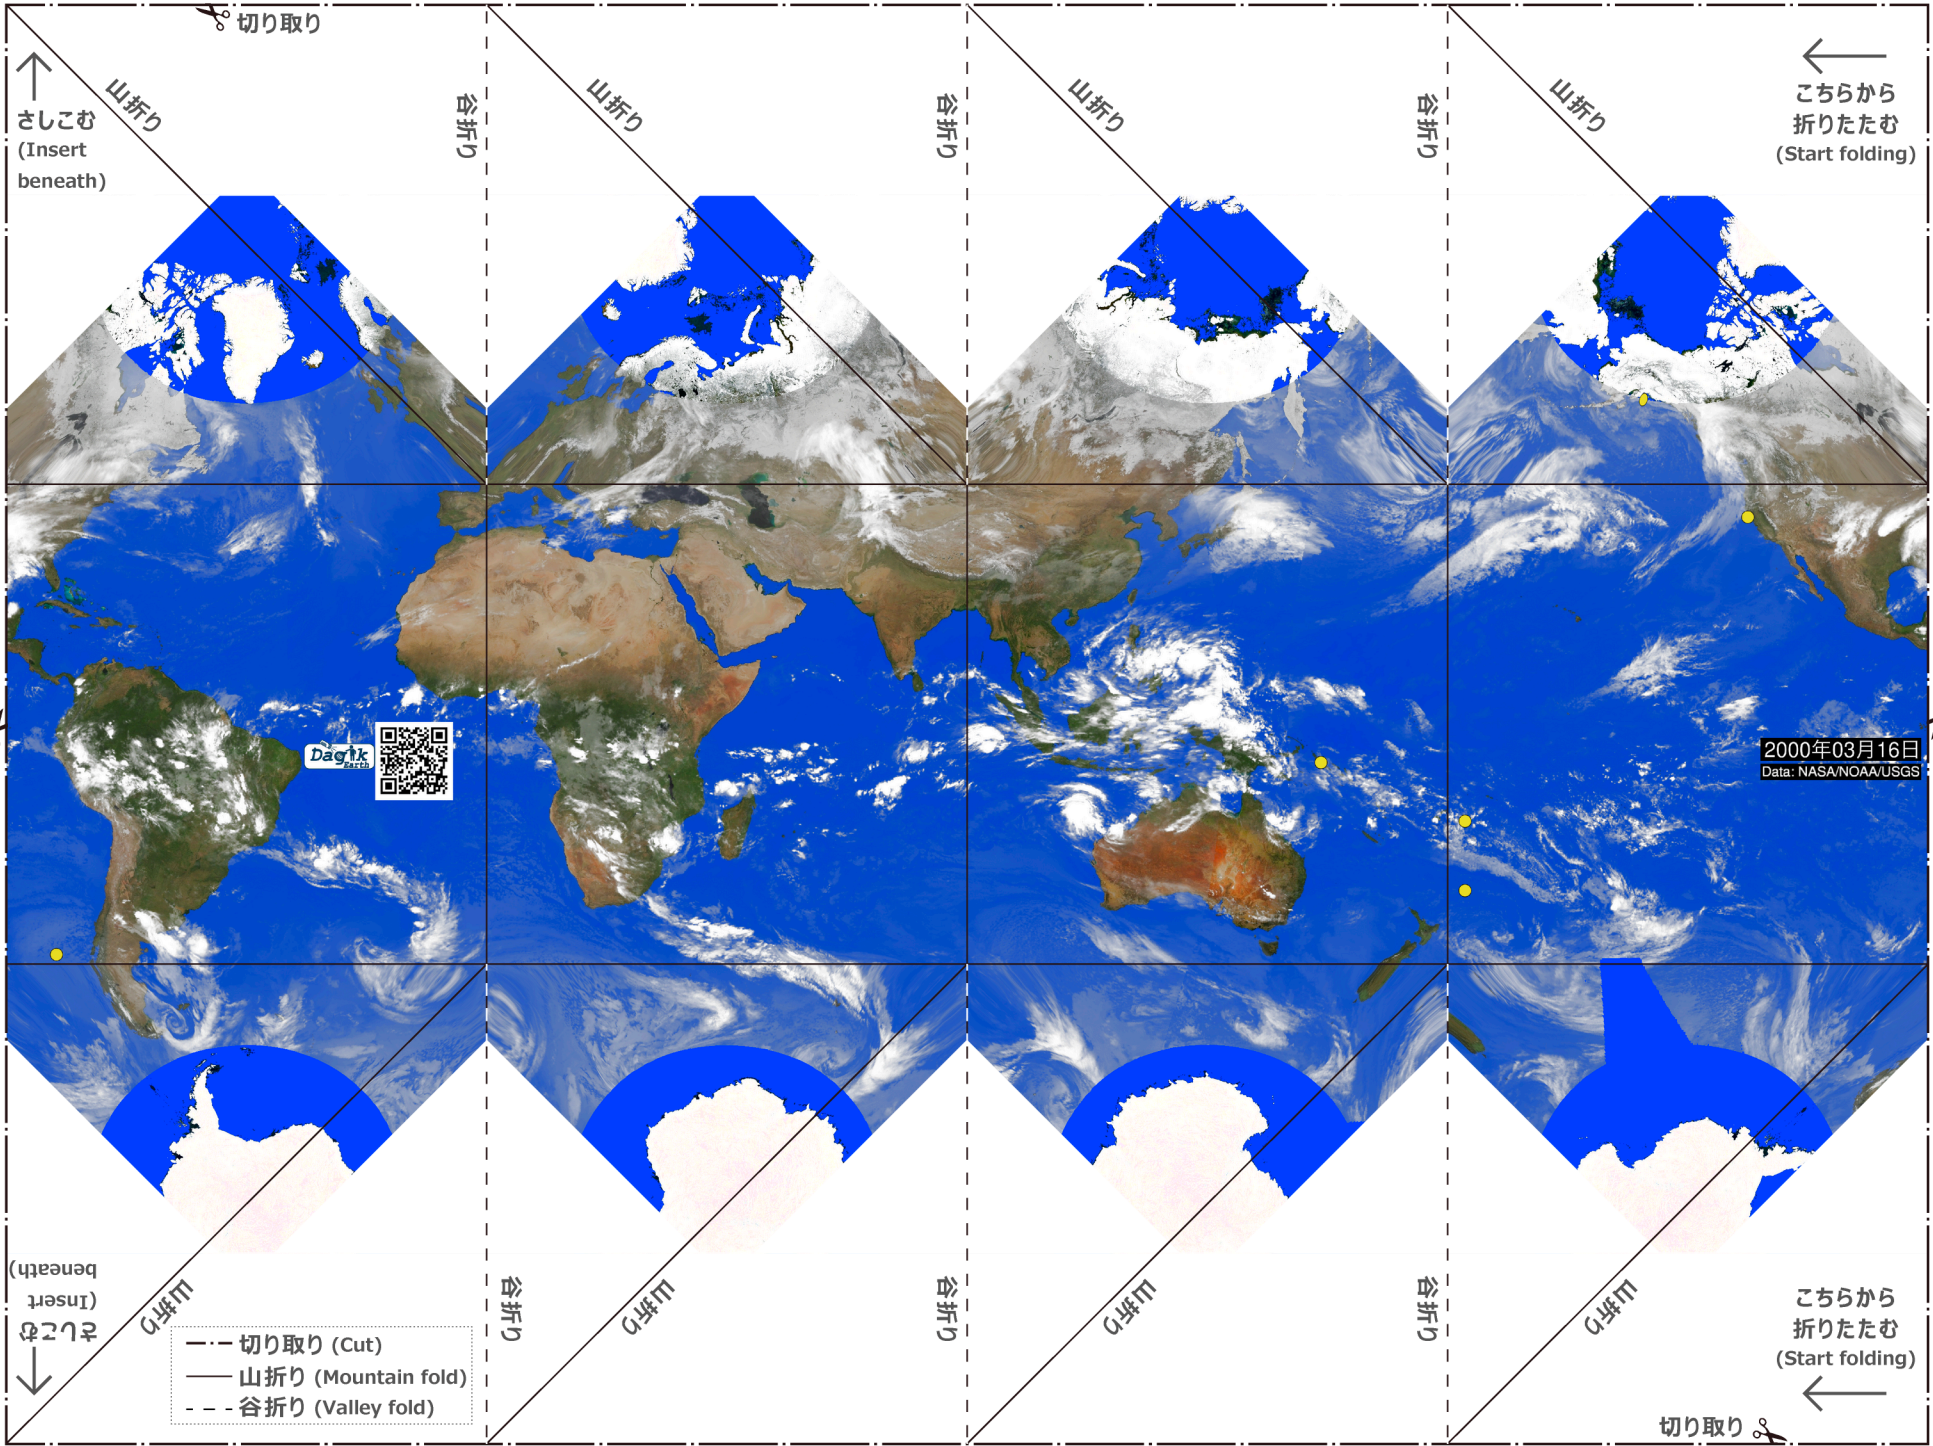 切り取り
山折り
谷折り
山折り
谷折り
山折り
谷折り
山折り
さしこむ
(Insert
beneath)
こちらから
折りたたむ
(Start folding)
Dagik
Earth
2000年03月16日
Data: NASA/NOAA/USGS
さしこむ
(Insert
beneath)
山折り
谷折り
山折り
谷折り
山折り
谷折り
山折り
こちらから
折りたたむ
(Start folding)
切り取り (Cut)
山折り (Mountain fold)
谷折り (Valley fold)
切り取り